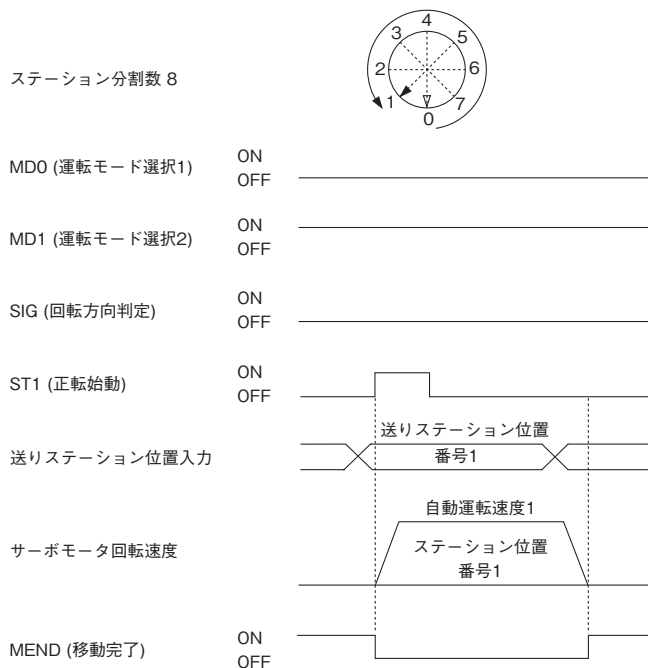 4
3 5
ステーション分割数 8
2 6
1 7
0
MD0 (運転モード選択1)
ON
OFF
MD1 (運転モード選択2)
ON
OFF
SIG (回転方向判定)
ON
OFF
ST1 (正転始動)
ON
OFF
送りステーション位置入力
送りステーション位置
番号1
サーボモータ回転速度
自動運転速度1
ステーション位置
番号1
MEND (移動完了)
ON
OFF